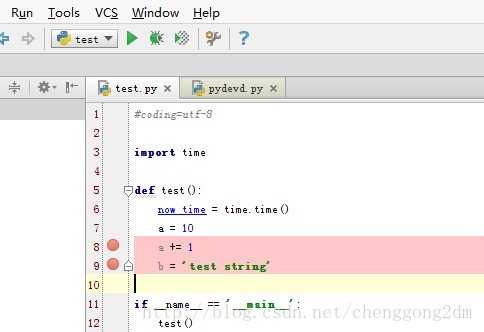 Run Tools VCS Window Help
test
test.py pydevd.py
1 #coding=utf-8
2
3 import time
4
5 def test():
6 now_time = time.time()
7 a = 10
8 a += 1
9 b = 'test string'
10
11 if __name__ == '__main__':
12 test()
http://blog.csdn.net/chenggong2dm